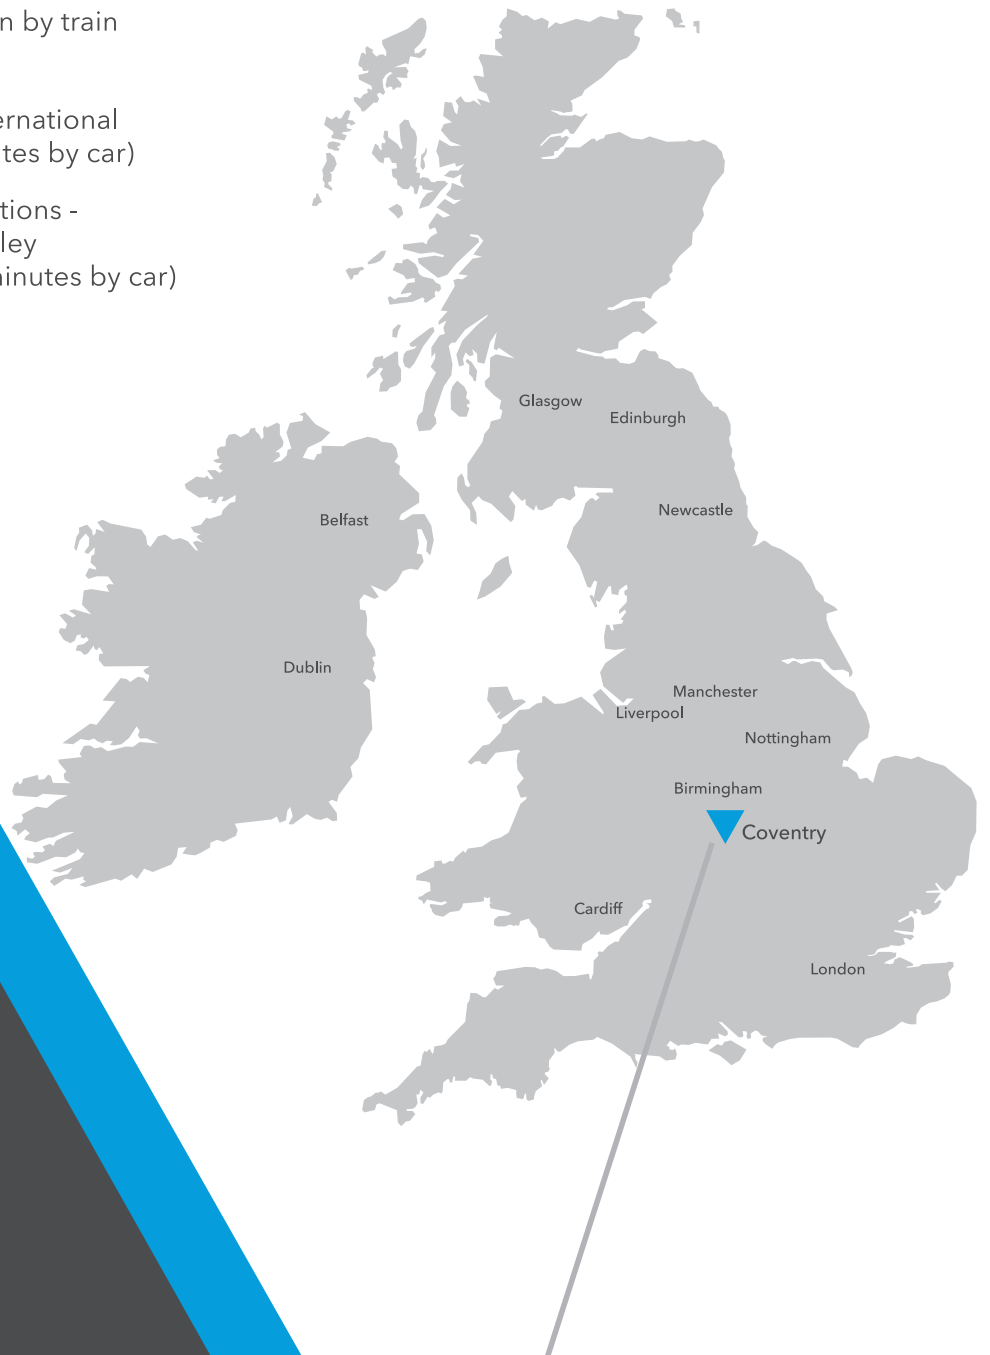 n by train
ernational
tes by car)
tions -
ley
ninutes by car)
Glasgow
Edinburgh
Newcastle
Belfast
Dublin
Manchester
Liverpool
Nottingham
Birmingham
Coventry
Cardiff
London